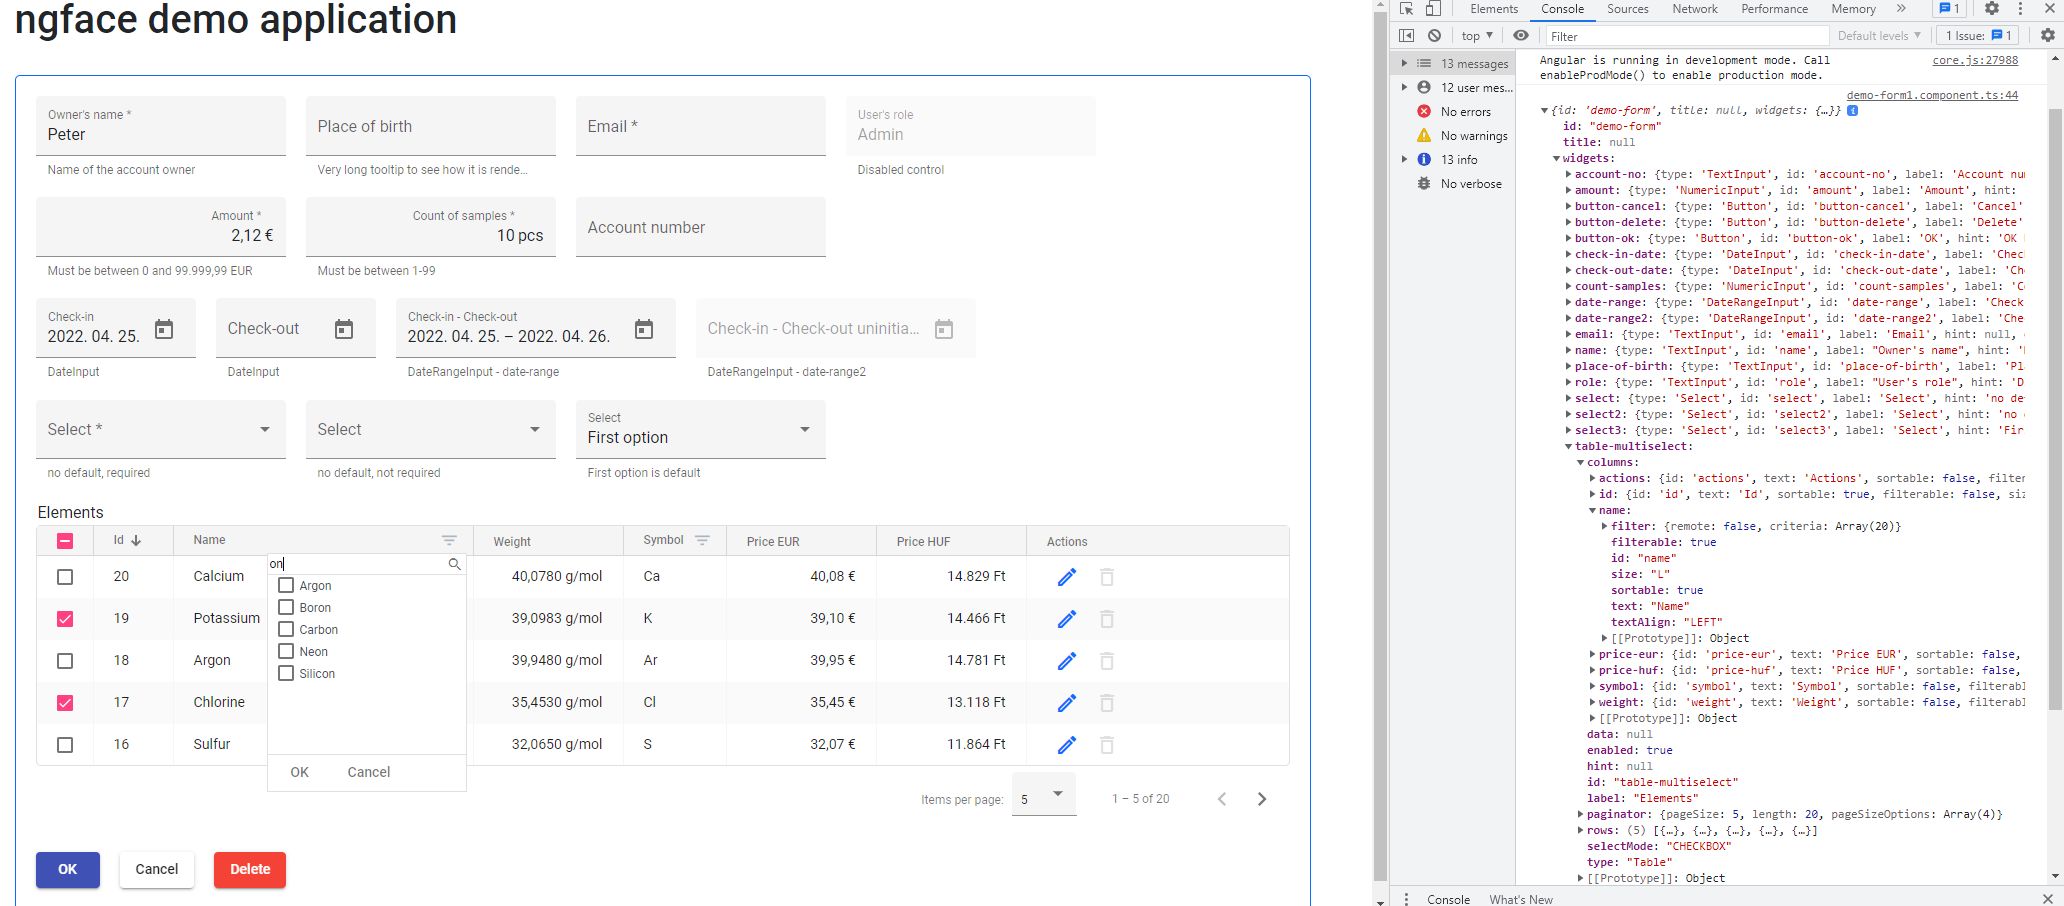 ngface demo application
Owner's name *
Peter
Name of the account owner
Place of birth
Very long tooltip to see how it is rende...
Email *
User's role
Admin
Disabled control
Amount *
2,12 €
Must be between 0 and 99.999,99 EUR
Count of samples *
10 pcs
Must be between 1-99
Account number
Check-in
2022. 04. 25.
DateInput
Check-out
DateInput
Check-in - Check-out
2022. 04. 25. – 2022. 04. 26.
DateRangeInput - date-range
Check-in - Check-out uninitia...
DateRangeInput - date-range2
Select *
no default, required
Select
no default, not required
Select
First option
First option is default
Elements
Id Name Weight Symbol Price EUR Price HUF Actions
20 Calcium 40,0780 g/mol Ca 40,08 € 14.829 Ft
19 Potassium 39,0983 g/mol K 39,10 € 14.466 Ft
18 Argon 39,9480 g/mol Ar 39,95 € 14.781 Ft
17 Chlorine 35,4530 g/mol Cl 35,45 € 13.118 Ft
16 Sulfur 32,0650 g/mol S 32,07 € 11.864 Ft
on
Argon
Boron
Carbon
Neon
Silicon
OK Cancel
Items per page: 5 1 – 5 of 20
OK Cancel Delete
Elements Console Sources Network Performance Memory » 1
top Filter Default levels 1 Issue: 1
13 messages
12 user mes...
No errors
No warnings
13 info
No verbose
Angular is running in development mode. Call core.js:27988
enableProdMode() to enable production mode.
demo-form1.component.ts:44
{id: 'demo-form', title: null, widgets: {…}}
id: "demo-form"
title: null
widgets:
account-no: {type: 'TextInput', id: 'account-no', label: 'Account nu
amount: {type: 'NumericInput', id: 'amount', label: 'Amount', hint:
button-cancel: {type: 'Button', id: 'button-cancel', label: 'Cancel'
button-delete: {type: 'Button', id: 'button-delete', label: 'Delete'
button-ok: {type: 'Button', id: 'button-ok', label: 'OK', hint: 'OK
check-in-date: {type: 'DateInput', id: 'check-in-date', label: 'Chec
check-out-date: {type: 'DateInput', id: 'check-out-date', label: 'Ch
count-samples: {type: 'NumericInput', id: 'count-samples', label: 'C
date-range: {type: 'DateRangeInput', id: 'date-range', label: 'Check
date-range2: {type: 'DateRangeInput', id: 'date-range2', label: 'Che
email: {type: 'TextInput', id: 'email', label: 'Email', hint: null,
name: {type: 'TextInput', id: 'name', label: "Owner's name", hint: '
place-of-birth: {type: 'TextInput', id: 'place-of-birth', label: 'Pl
role: {type: 'TextInput', id: 'role', label: "User's role", hint: 'D
select: {type: 'Select', id: 'select', label: 'Select', hint: 'no de
select2: {type: 'Select', id: 'select2', label: 'Select', hint: 'no
select3: {type: 'Select', id: 'select3', label: 'Select', hint: 'Fir
table-multiselect:
columns:
actions: {id: 'actions', text: 'Actions', sortable: false, filter
id: {id: 'id', text: 'Id', sortable: true, filterable: false, siz
name:
filter: {remote: false, criteria: Array(20)}
filterable: true
id: "name"
size: "L"
sortable: true
text: "Name"
textAlign: "LEFT"
[[Prototype]]: Object
price-eur: {id: 'price-eur', text: 'Price EUR', sortable: false,
price-huf: {id: 'price-huf', text: 'Price HUF', sortable: false,
symbol: {id: 'symbol', text: 'Symbol', sortable: false, filterabl
weight: {id: 'weight', text: 'Weight', sortable: false, filterabl
[[Prototype]]: Object
data: null
enabled: true
hint: null
id: "table-multiselect"
label: "Elements"
paginator: {pageSize: 5, length: 20, pageSizeOptions: Array(4)}
rows: (5) [{…}, {…}, {…}, {…}, {…}]
selectMode: "CHECKBOX"
type: "Table"
[[Prototype]]: Object
Console What's New